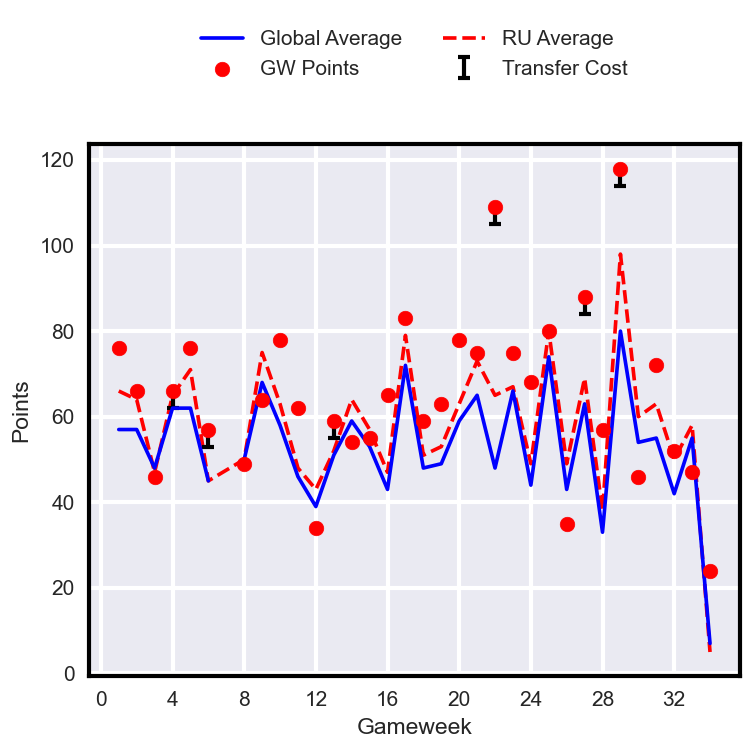 Global Average
RU Average
GW Points
Transfer Cost
120
100
80
60
40
20
0
Points
0 4 8 12 16 20 24 28 32
Gameweek